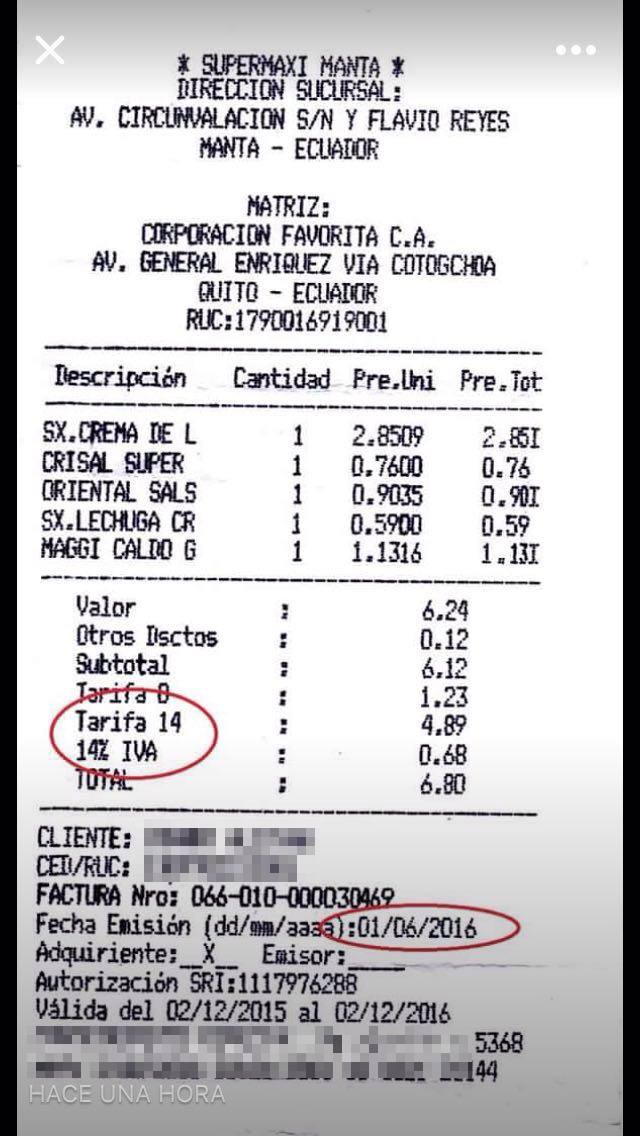 * SUPERMAXI MANTA *
DIRECCION SUCURSAL:
AV. CIRCUNVALACION S/N Y FLAVIO REYES
MANTA - ECUADOR
MATRIZ:
CORPORACION FAVORITA C.A.
AV. GENERAL ENRIQUEZ VIA COTOGCHOA
QUITO - ECUADOR
RUC:1790016919001
Descripción Cantidad Pre.Uni Pre.Tot
SX.CREMA DE L 1 2.8509 2.85I
CRISAL SUPER 1 0.7600 0.76
ORIENTAL SALS 1 0.9035 0.90I
SX.LECHUGA CR 1 0.5900 0.59
MAGGI CALDO G 1 1.1316 1.13I
Valor : 6.24
Otros Dsctos : 0.12
Subtotal : 6.12
Tarifa 0 : 1.23
Tarifa 14 : 4.89
14% IVA : 0.68
TOTAL : 6.80
CLIENTE:
CED/RUC:
FACTURA Nro: 066-010-000030469
Fecha Emisión (dd/mm/aaaa):01/06/2016
Adquiriente:__X__ Emisor:_____
Autorización SRI:1117976288
Válida del 02/12/2015 al 02/12/2016
5368
144
HACE UNA HORA